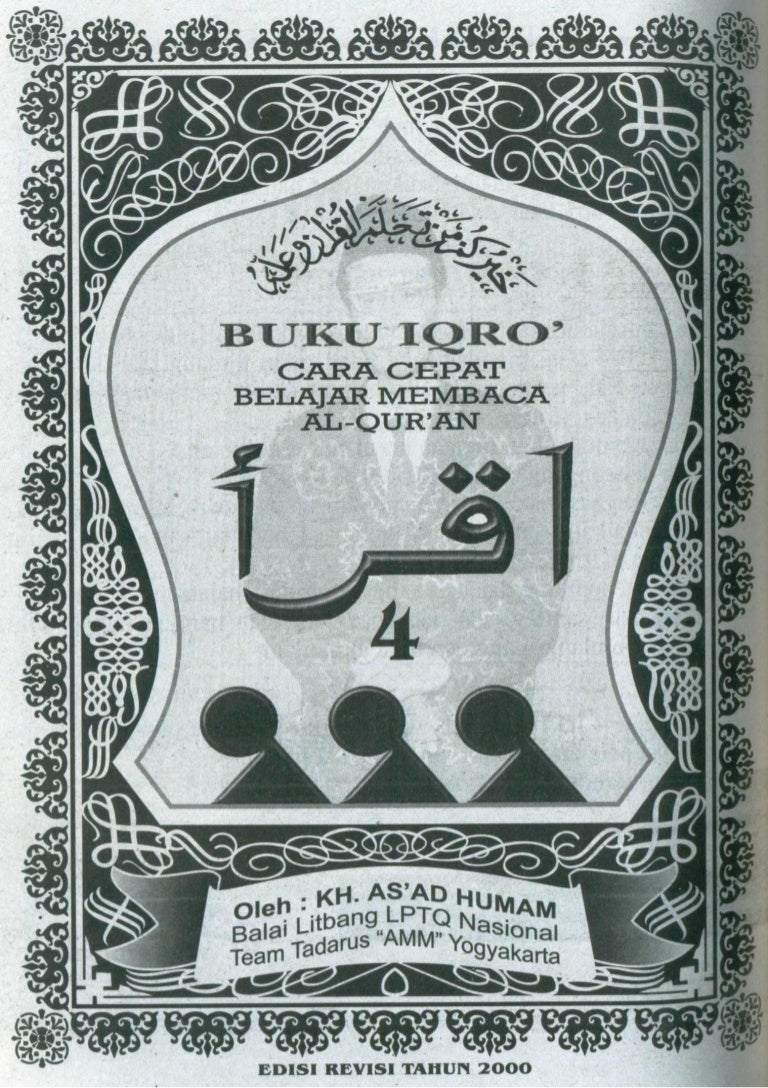 خيركم من تعلم القرآن وعلمه
BUKU IQRO'
CARA CEPAT
BELAJAR MEMBACA
AL-QUR'AN
اقرأ
4
Oleh : KH. AS'AD HUMAM
Balai Litbang LPTQ Nasional
Team Tadarus "AMM" Yogyakarta
EDISI REVISI TAHUN 2000